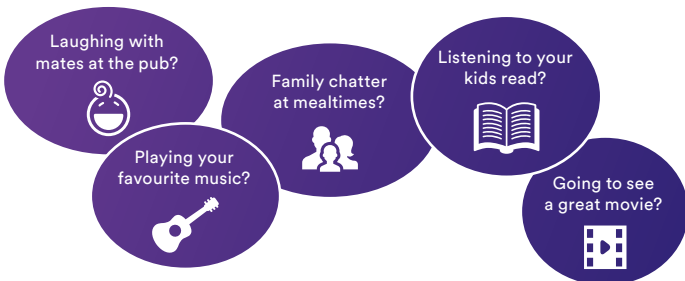 Laughing with
mates at the pub?
Playing your
favourite music?
Family chatter
at mealtimes?
Listening to your
kids read?
Going to see
a great movie?